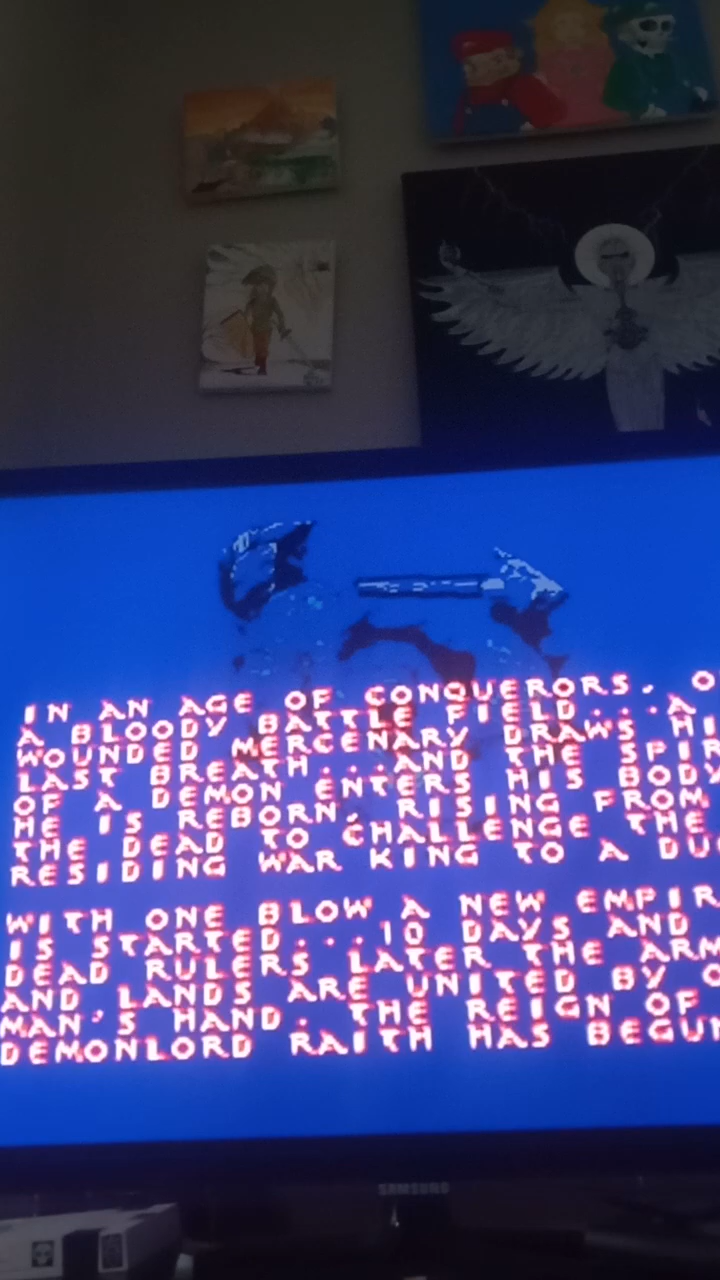 IN AN AGE OF CONQUERORS. O
A BLOODY BATTLE FIELD...A
WOUNDED MERCENARY DRAWS HI
LAST BREATH...AND THE SPIR
OF A DEMON ENTERS HIS BODY
HE IS REBORN. RISING FROM
THE DEAD TO CHALLENGE THE
RESIDING WAR KING TO A DU
WITH ONE BLOW A NEW EMPIR
IS STARTED...10 DAYS AND
DEAD RULERS LATER THE ARM
AND LANDS ARE UNITED BY O
MAN'S HAND. THE REIGN OF
DEMONLORD RAITH HAS BEGU
SAMSUNG